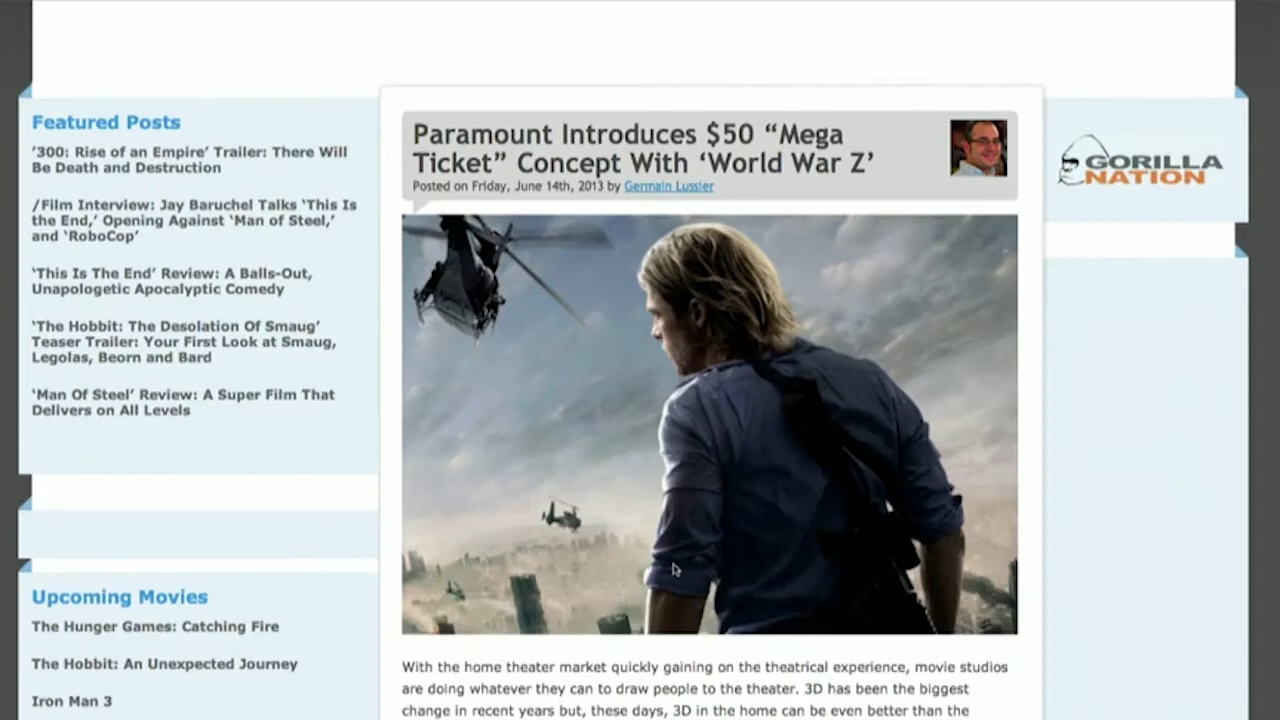 Featured Posts
’300: Rise of an Empire’ Trailer: There Will
Be Death and Destruction
/Film Interview: Jay Baruchel Talks ‘This Is
the End,’ Opening Against ‘Man of Steel,’
and ‘RoboCop’
‘This Is The End’ Review: A Balls-Out,
Unapologetic Apocalyptic Comedy
‘The Hobbit: The Desolation Of Smaug’
Teaser Trailer: Your First Look at Smaug,
Legolas, Beorn and Bard
‘Man Of Steel’ Review: A Super Film That
Delivers on All Levels
Upcoming Movies
The Hunger Games: Catching Fire
The Hobbit: An Unexpected Journey
Iron Man 3
Paramount Introduces $50 “Mega
Ticket” Concept With ‘World War Z’
Posted on Friday, June 14th, 2013 by Germain Lussier
With the home theater market quickly gaining on the theatrical experience, movie studios
are doing whatever they can to draw people to the theater. 3D has been the biggest
change in recent years but, these days, 3D in the home can be even better than the
GORILLA
NATION